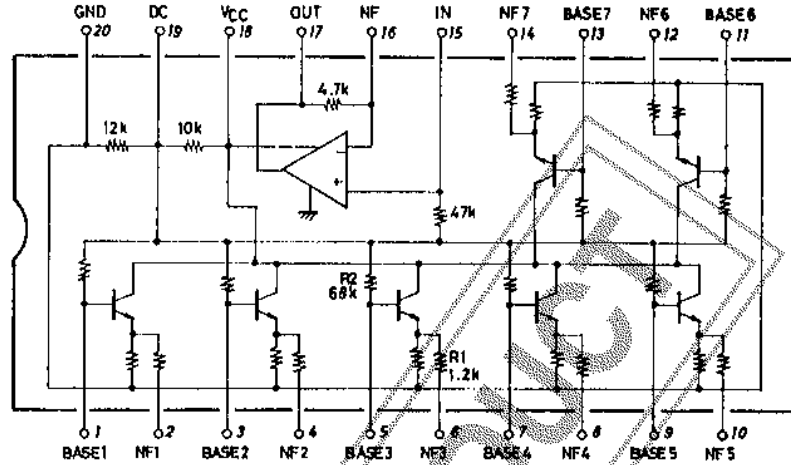 GND DC VCC OUT NF IN NF7 BASE7 NF6 BASE6
20 19 18 17 16 15 14 13 12 11
4.7k
12k 10k
-
+
47k
R2
68k
R1
1.2k
1 2 3 4 5 6 7 8 9 10
BASE1 NF1 BASE2 NF2 BASE3 NF3 BASE4 NF4 BASE5 NF5